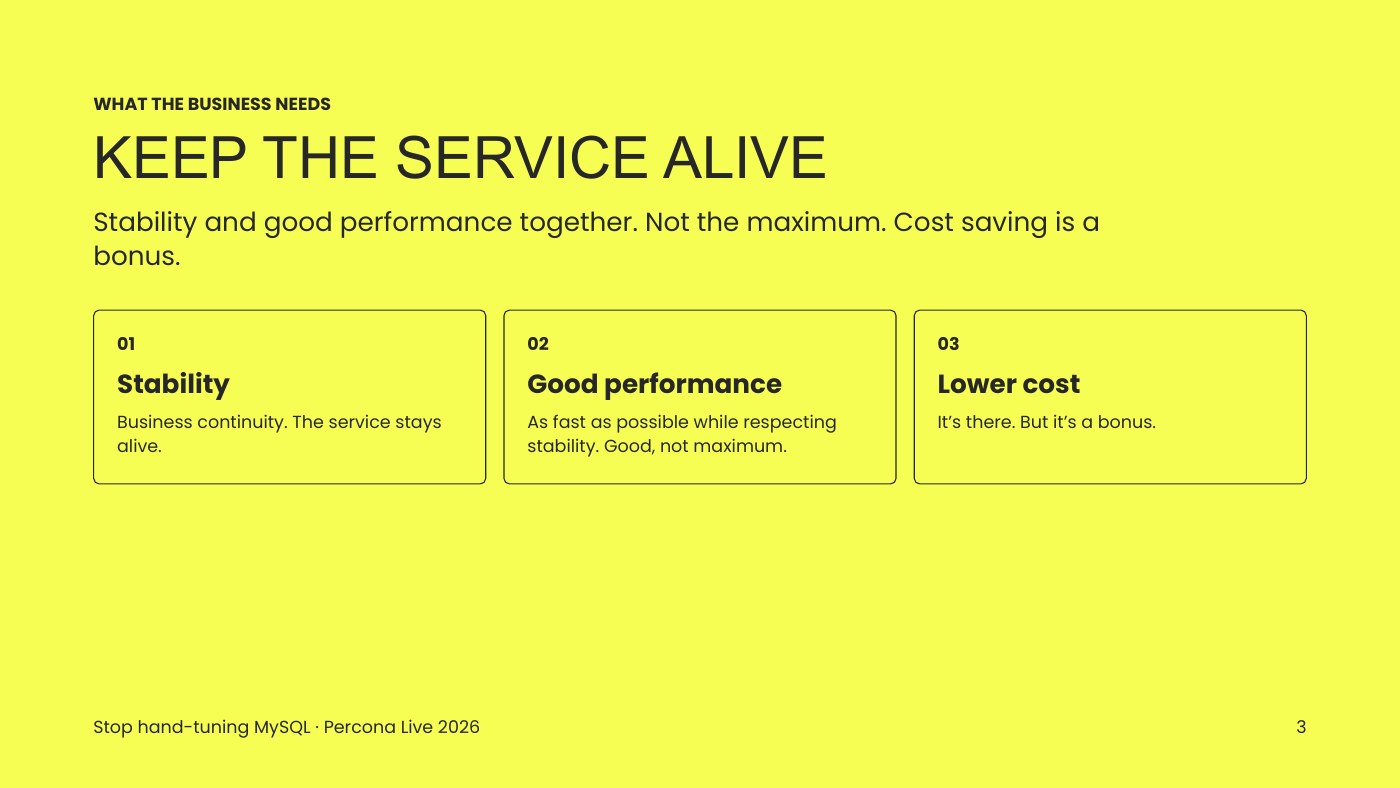 WHAT THE BUSINESS NEEDS
KEEP THE SERVICE ALIVE
Stability and good performance together. Not the maximum. Cost saving is a
bonus.
01
Stability
Business continuity. The service stays
alive.
02
Good performance
As fast as possible while respecting
stability. Good, not maximum.
03
Lower cost
It’s there. But it’s a bonus.
Stop hand-tuning MySQL · Percona Live 2026
3